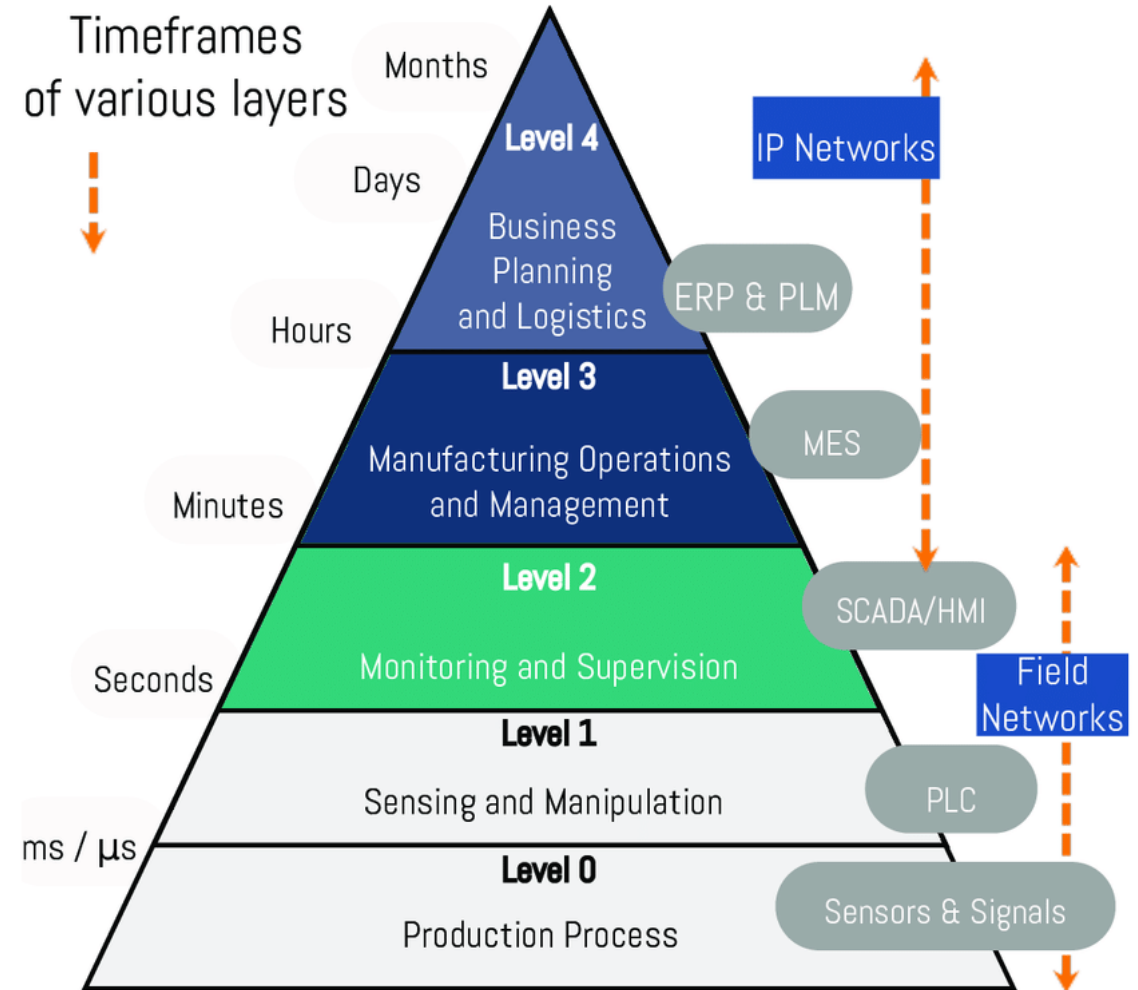 Timeframes
of various layers
Months
Days
Hours
Minutes
Seconds
ms / μs
Level 4
Business
Planning
and Logistics
Level 3
Manufacturing Operations
and Management
Level 2
Monitoring and Supervision
Level 1
Sensing and Manipulation
Level 0
Production Process
IP Networks
ERP & PLM
MES
SCADA/HMI
Field
Networks
PLC
Sensors & Signals